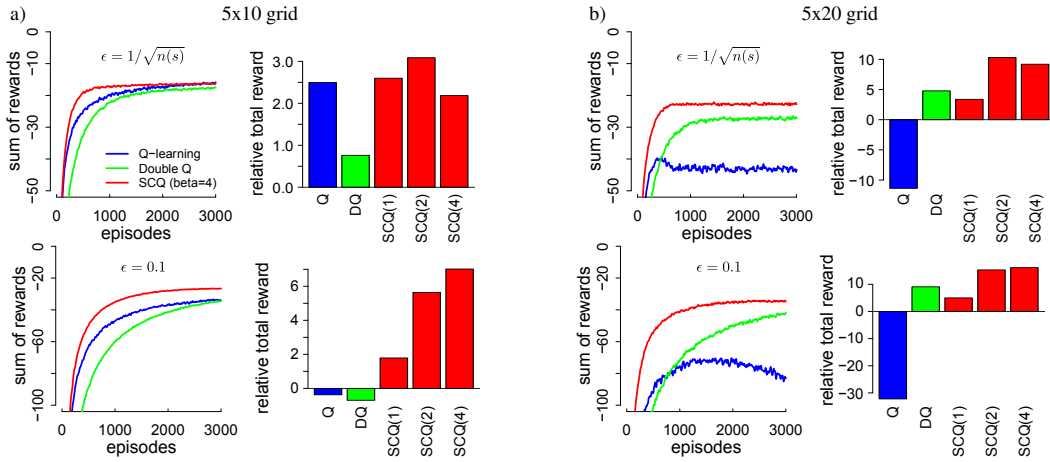 a)
5x10 grid
b)
5x20 grid
sum of rewards
0
−10
−30
−50
ϵ = 1/√n(s)
Q−learning
Double Q
SCQ (beta=4)
0
1000
2000
3000
episodes
relative total reward
3.0
2.0
1.0
0.0
Q
DQ
SCQ(1)
SCQ(2)
SCQ(4)
sum of rewards
0
−10
−30
−50
ϵ = 1/√n(s)
0
1000
2000
3000
episodes
relative total reward
10
5
0
−5
−10
Q
DQ
SCQ(1)
SCQ(2)
SCQ(4)
sum of rewards
0
−20
−60
−100
ϵ = 0.1
0
1000
2000
3000
episodes
relative total reward
6
4
2
0
Q
DQ
SCQ(1)
SCQ(2)
SCQ(4)
sum of rewards
0
−20
−60
−100
ϵ = 0.1
0
1000
2000
3000
episodes
relative total reward
10
0
−10
−20
−30
Q
DQ
SCQ(1)
SCQ(2)
SCQ(4)